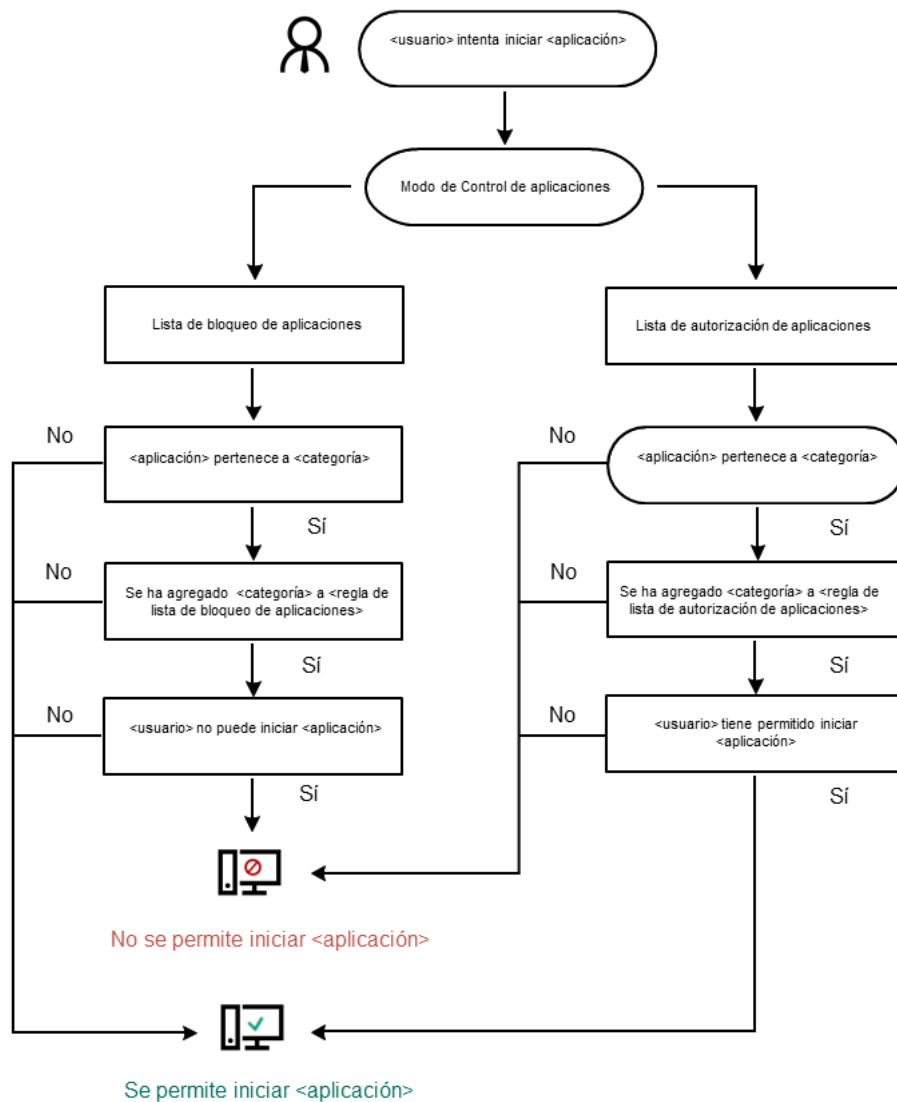 <usuario> intenta iniciar <aplicación>
Modo de Control de aplicaciones
Lista de bloqueo de aplicaciones
Lista de autorización de aplicaciones
No
<aplicación> pertenece a <categoría>
No
<aplicación> pertenece a <categoría>
Sí
Sí
No
Se ha agregado <categoría> a <regla de
lista de bloqueo de aplicaciones>
No
Se ha agregado <categoría> a <regla de
lista de autorización de aplicaciones>
Sí
Sí
No
<usuario> no puede iniciar <aplicación>
No
<usuario> tiene permitido iniciar
<aplicación>
Sí
Sí
No se permite iniciar <aplicación>
Se permite iniciar <aplicación>